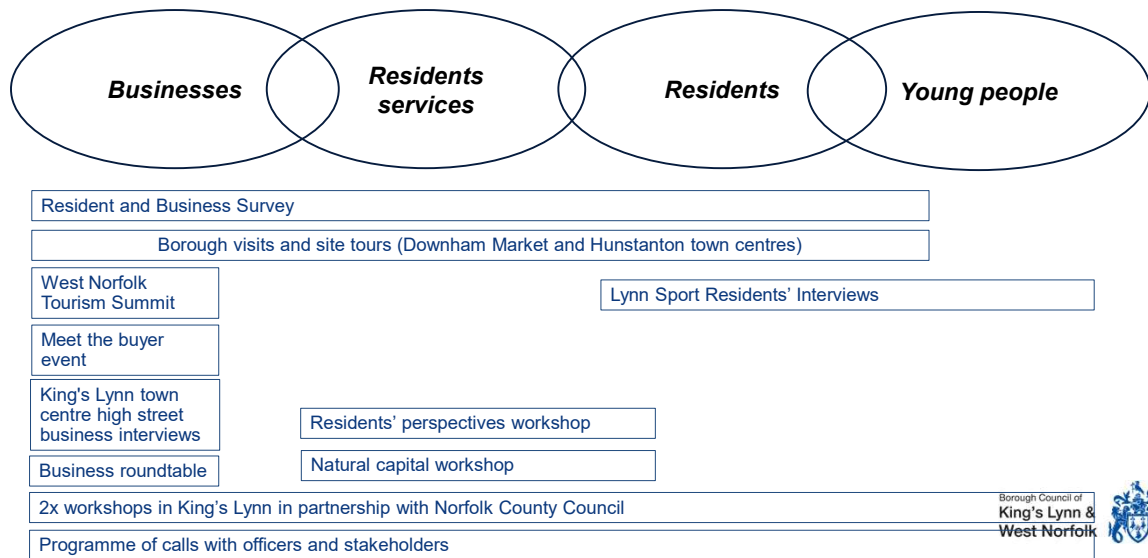 Businesses
Residents
services
Residents
Young people
Resident and Business Survey
Borough visits and site tours (Downham Market and Hunstanton town centres)
West Norfolk
Tourism Summit
Lynn Sport Residents’ Interviews
Meet the buyer
event
King's Lynn town
centre high street
business interviews
Residents’ perspectives workshop
Business roundtable
Natural capital workshop
2x workshops in King’s Lynn in partnership with Norfolk County Council
Borough Council of
King's Lynn &
West Norfolk
Programme of calls with officers and stakeholders